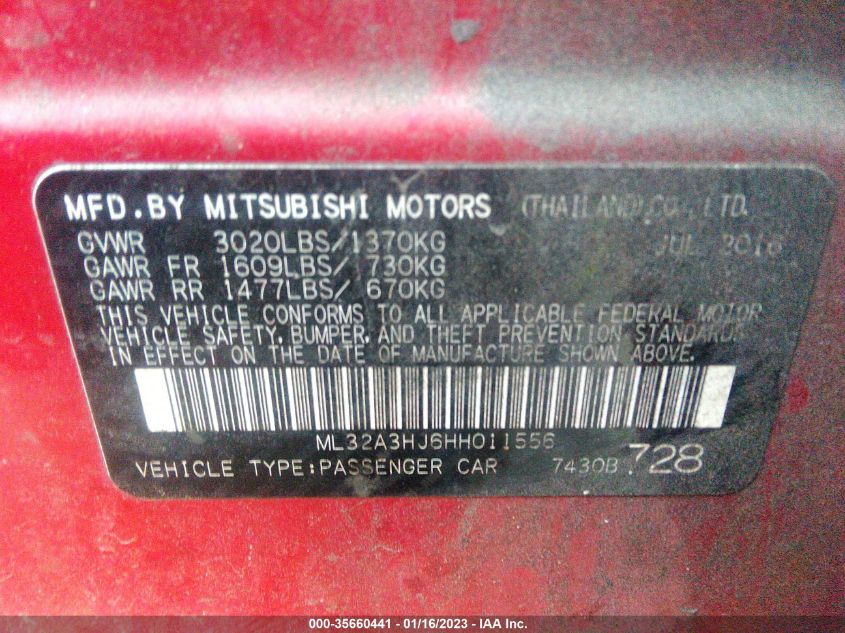 MFD.BY MITSUBISHI MOTORS (THAILAND) CO., LTD.
GVWR 3020LBS/1370KG JUL 2016
GAWR FR 1609LBS/ 730KG
GAWR RR 1477LBS/ 670KG
THIS VEHICLE CONFORMS TO ALL APPLICABLE FEDERAL MOTOR
VEHICLE SAFETY, BUMPER, AND THEFT PREVENTION STANDARDS
IN EFFECT ON THE DATE OF MANUFACTURE SHOWN ABOVE.
ML32A3HJ6HH011556
VEHICLE TYPE:PASSENGER CAR 7430B 728
000-35660441 - 01/16/2023 - IAA Inc.